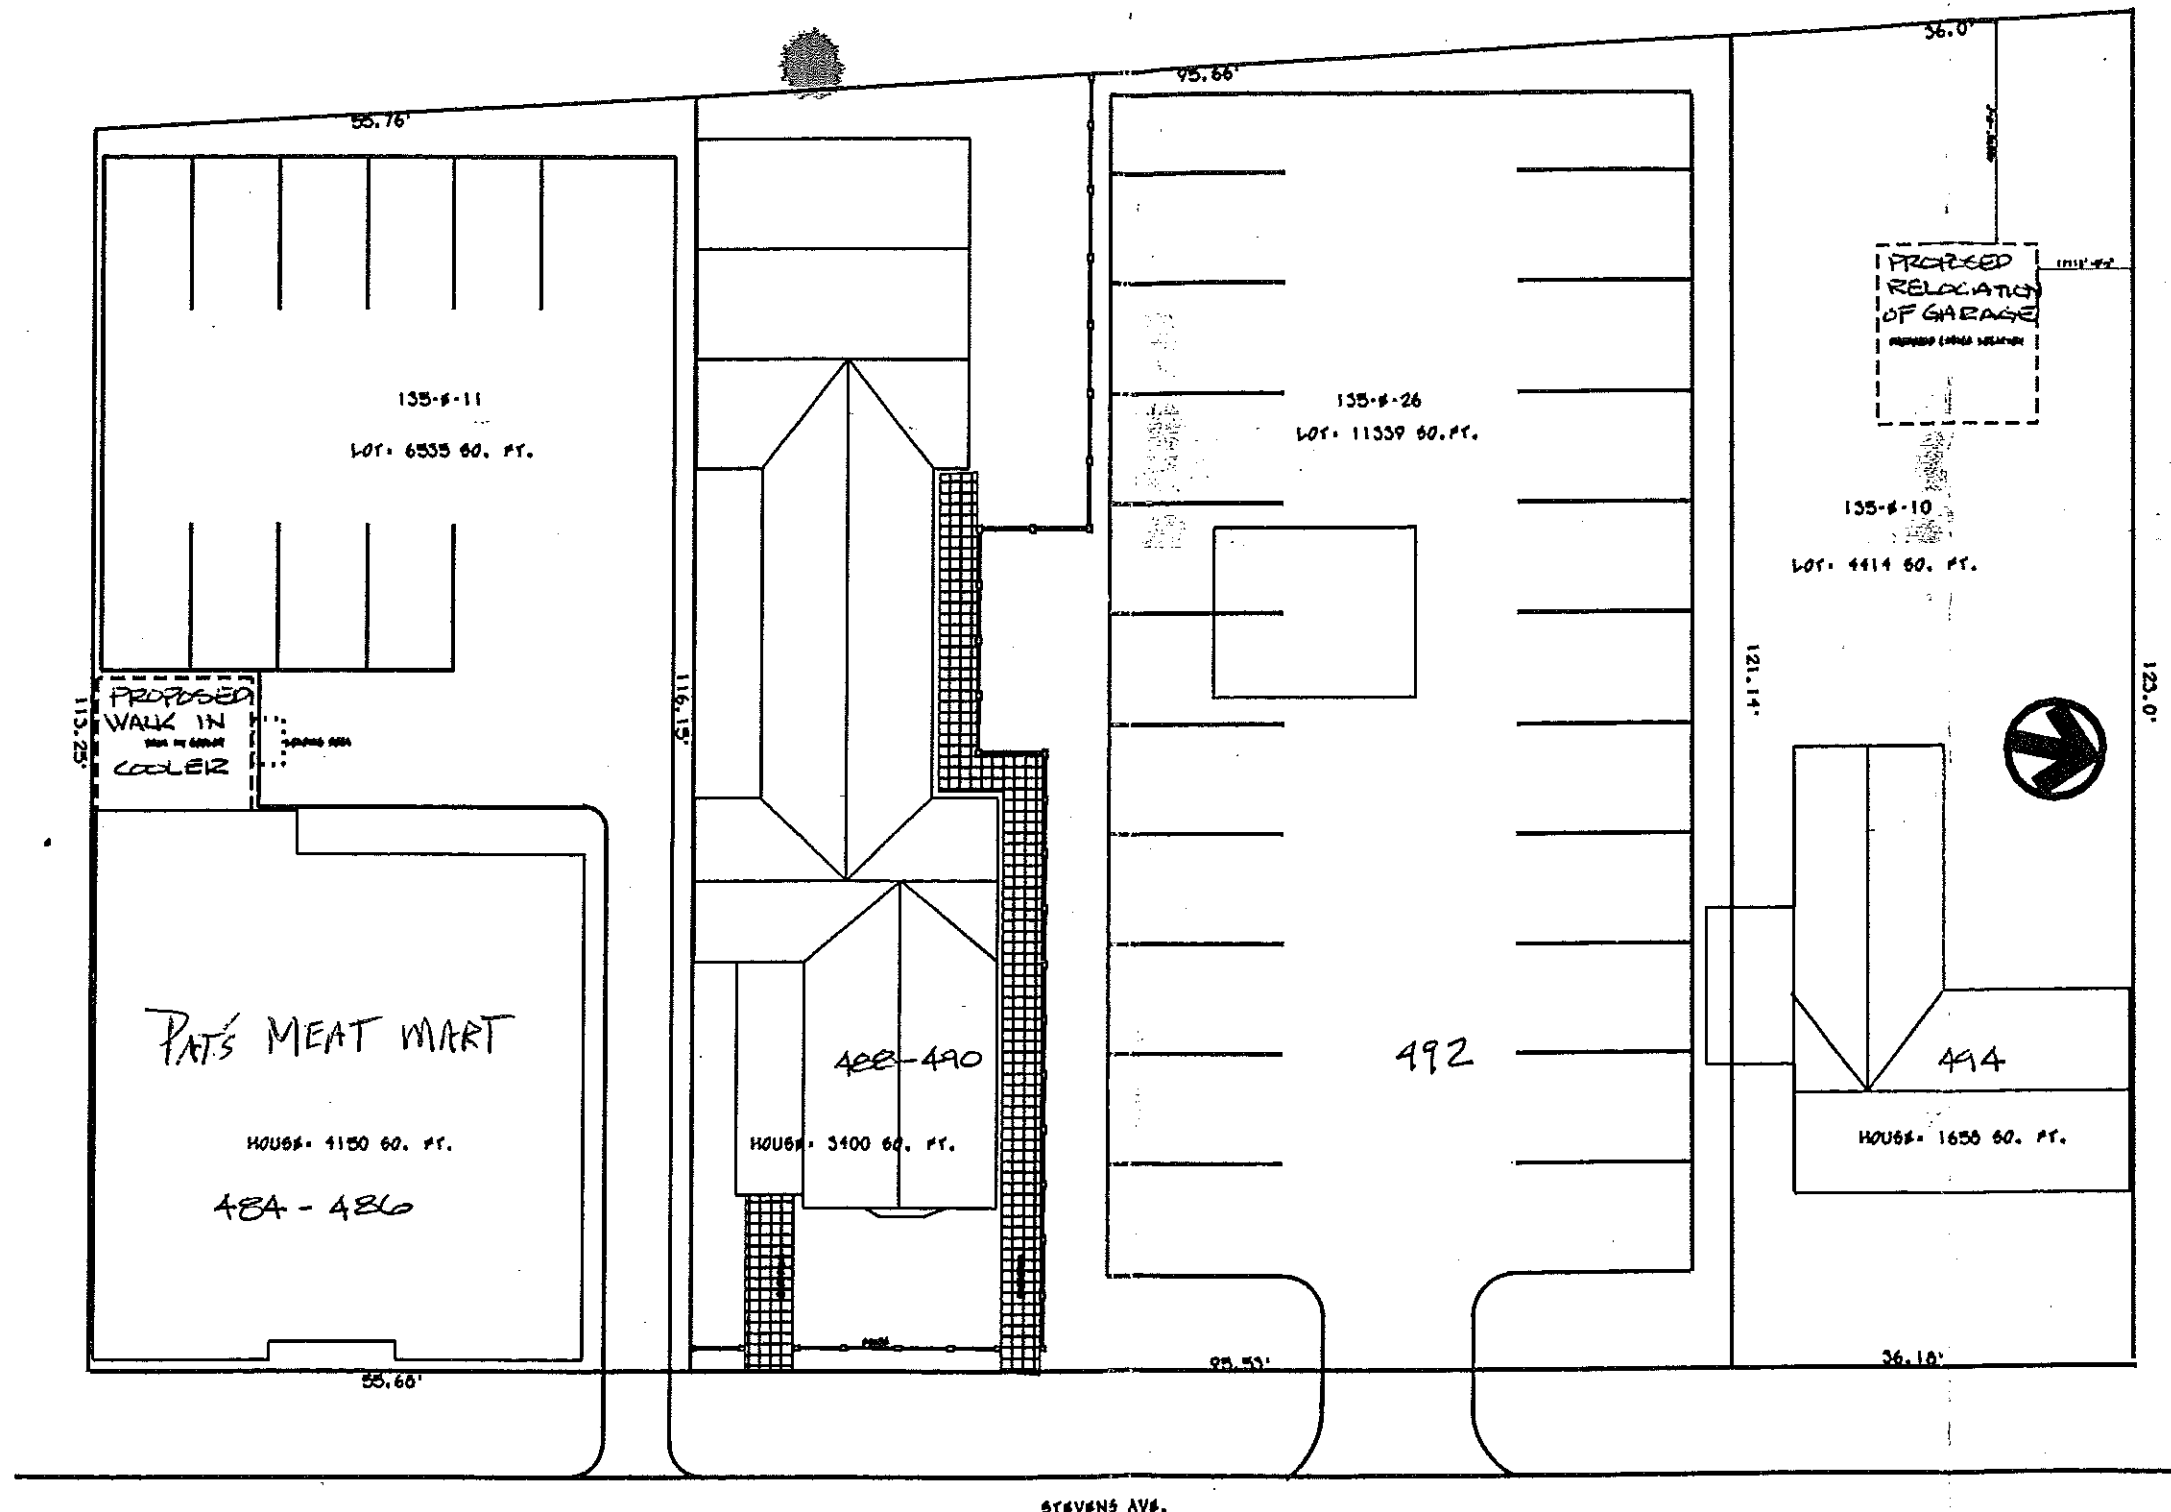 36.0'
95.66'
55.76'
PROPOSED
RELOCATION
OF GARAGE
135-E-11
LOT: 6535 SQ. FT.
135-E-26
LOT: 11339 SQ. FT.
135-E-10
LOT: 4414 SQ. FT.
113.25'
116.15'
121.14'
123.0'
PROPOSED
WALK IN
COOLER
PAT'S MEAT MART
488-490
492
494
HOUSE: 4150 SQ. FT.
HOUSE: 3400 SQ. FT.
HOUSE: 1658 SQ. FT.
484-486
FENCE
55.68'
95.53'
36.18'
STEVENS AVE.